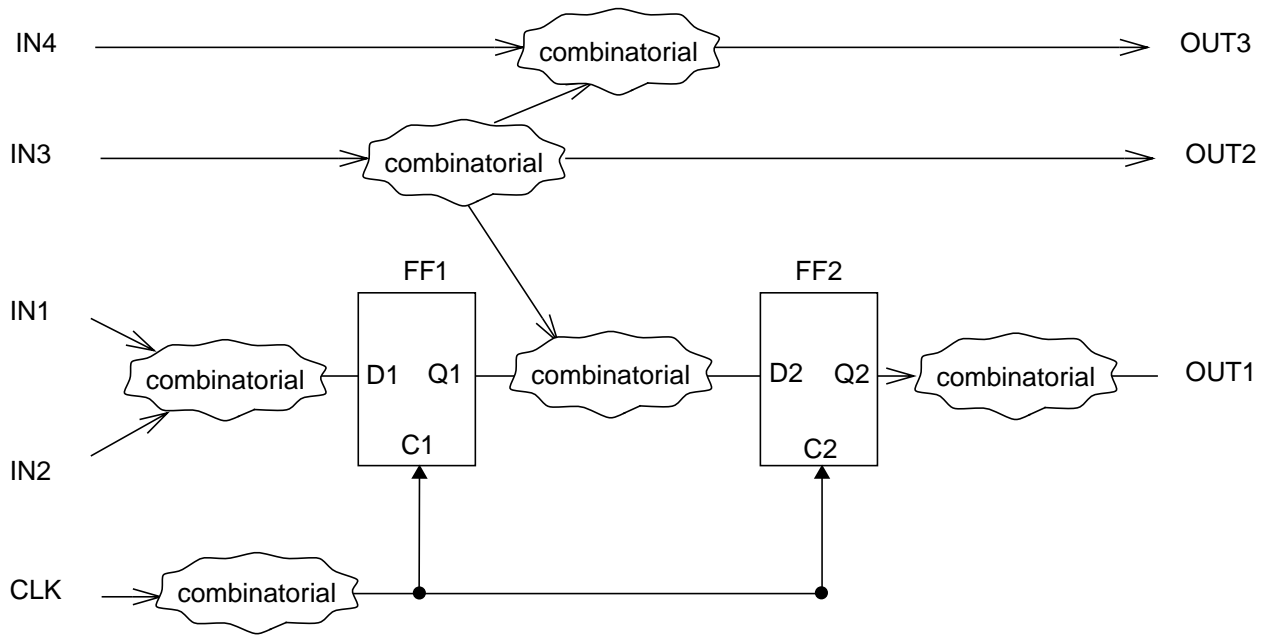 IN4
combinatorial
OUT3
IN3
combinatorial
OUT2
FF1
FF2
IN1
combinatorial
D1
Q1
combinatorial
D2
Q2
combinatorial
OUT1
C1
C2
IN2
CLK
combinatorial